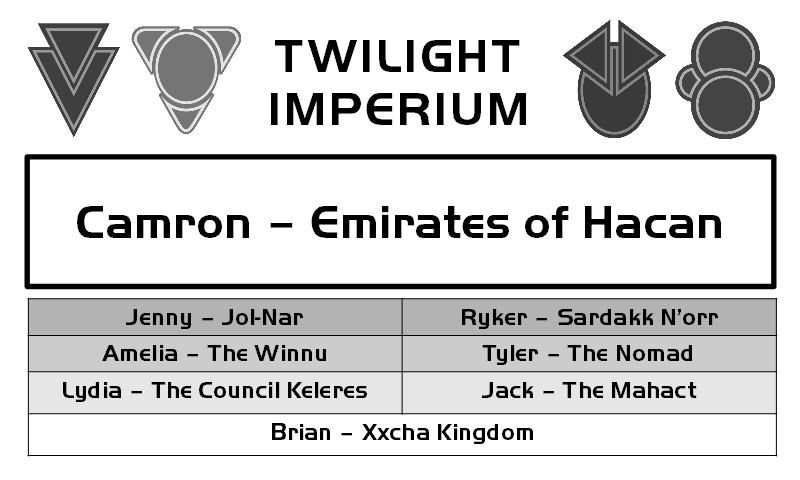 TWILIGHT
IMPERIUM
Camron – Emirates of Hacan
Jenny – Jol-Nar
Ryker – Sardakk N’orr
Amelia – The Winnu
Tyler – The Nomad
Lydia – The Council Keleres
Jack – The Mahact
Brian – Xxcha Kingdom